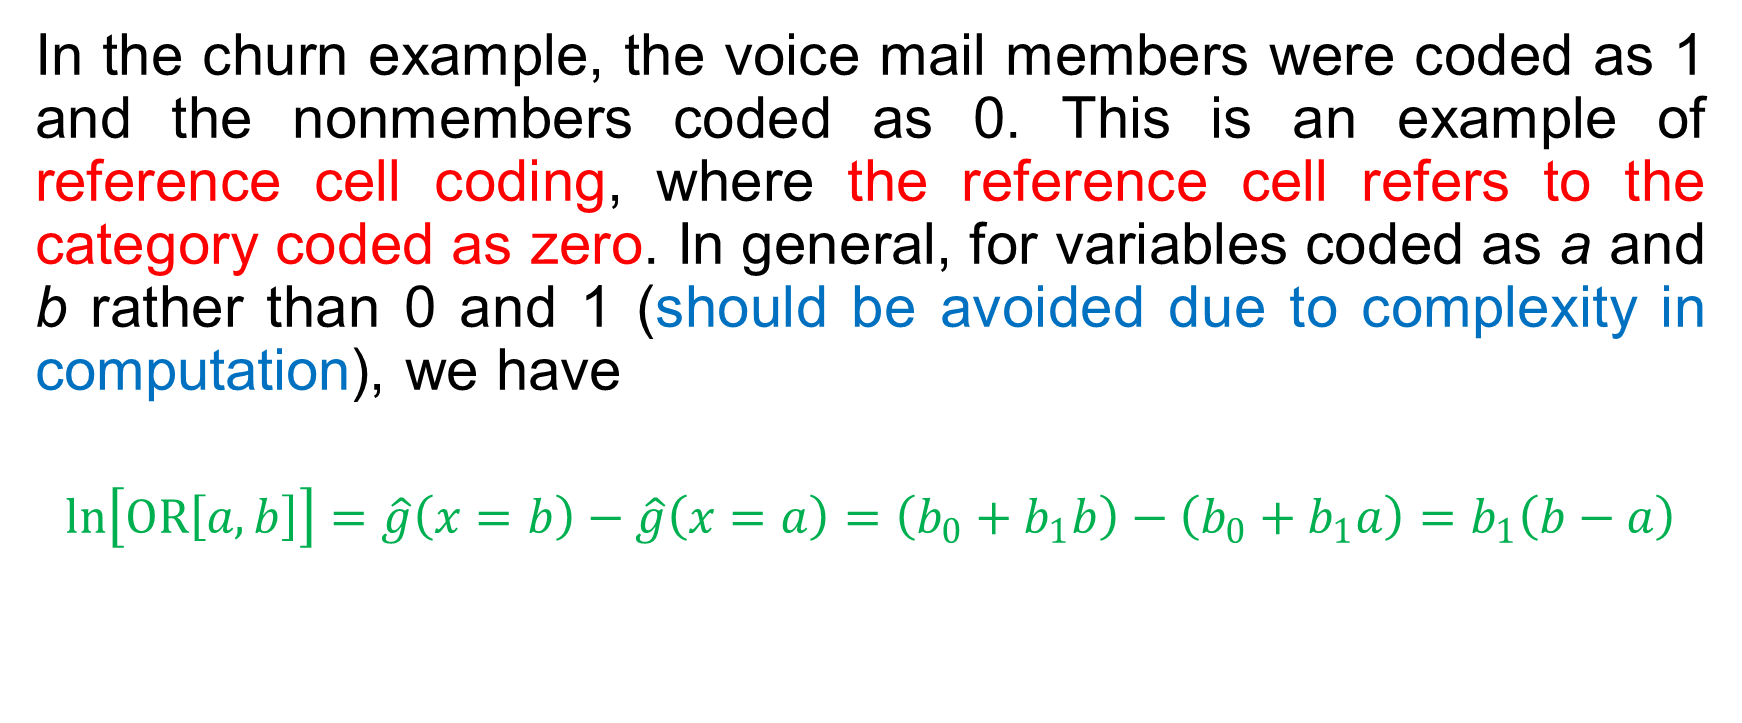 In the churn example, the voice mail members were coded as 1
and the nonmembers coded as 0. This is an example of
reference cell coding, where the reference cell refers to the
category coded as zero. In general, for variables coded as a and
b rather than 0 and 1 (should be avoided due to complexity in
computation), we have
ln[OR[a, b]] = ĝ(x = b) − ĝ(x = a) = (b₀ + b₁b) − (b₀ + b₁a) = b₁(b − a)